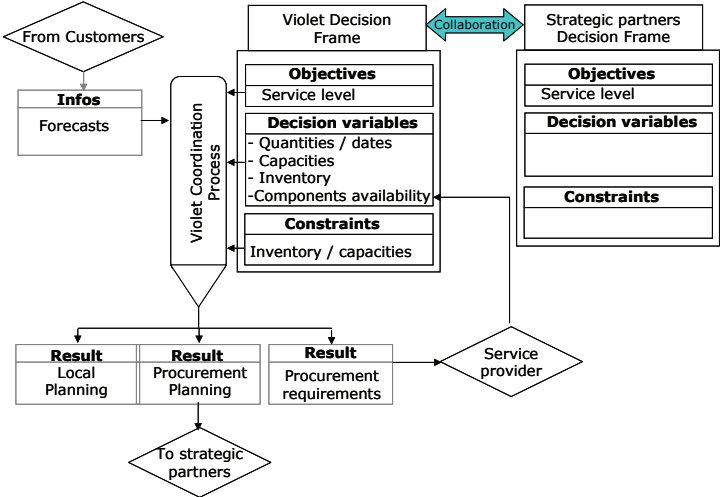 From Customers
Infos
Forecasts
Violet Coordination
Process
Violet Decision
Frame
Collaboration
Strategic partners
Decision Frame
Objectives
Service level
Decision variables
- Quantities / dates
- Capacities
- Inventory
-Components availability
Constraints
Inventory / capacities
Objectives
Service level
Decision variables
Constraints
Result
Local
Planning
Result
Procurement
Planning
Result
Procurement
requirements
Service
provider
To strategic
partners